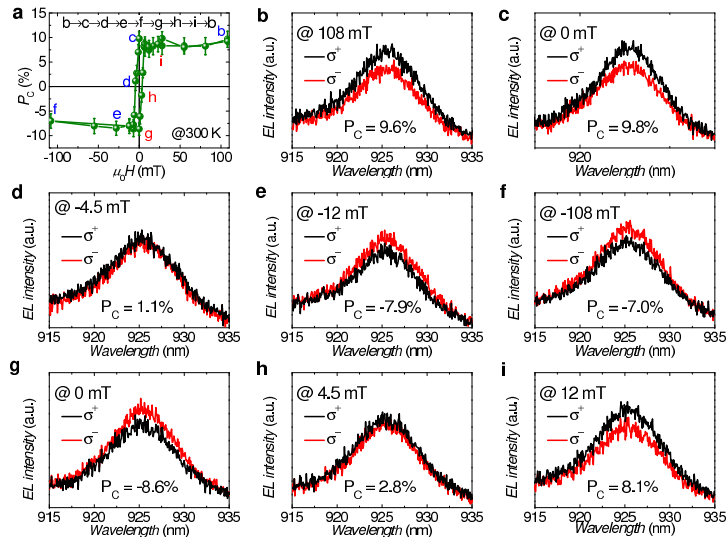 a
b→c→d→e→f→g→h→i→b
15
10
5
0
-5
-10
-15
P_C (%)
c
b
i
d
h
f
e
g
@300 K
-100 -50 0 50 100
μ₀H (mT)
b
@ 108 mT
σ⁺
σ⁻
P_C = 9.6%
EL intensity (a.u.)
915 920 925 930 935
Wavelength (nm)
c
@ 0 mT
σ⁺
σ⁻
P_C = 9.8%
EL intensity (a.u.)
920
Wavelength (nm)
d
@ -4.5 mT
σ⁺
σ⁻
P_C = 1.1%
EL intensity (a.u.)
915 920 925 930 935
Wavelength (nm)
e
@ -12 mT
σ⁺
σ⁻
P_C = -7.9%
EL intensity (a.u.)
915 920 925 930 935
Wavelength (nm)
f
@ -108 mT
σ⁺
σ⁻
P_C = -7.0%
EL intensity (a.u.)
915 920 925 930 935
Wavelength (nm)
g
@ 0 mT
σ⁺
σ⁻
P_C = -8.6%
EL intensity (a.u.)
915 920 925 930 935
Wavelength (nm)
h
@ 4.5 mT
σ⁺
σ⁻
P_C = 2.8%
EL intensity (a.u.)
915 920 925 930 935
Wavelength (nm)
i
@ 12 mT
σ⁺
σ⁻
P_C = 8.1%
EL intensity (a.u.)
915 920 925 930 935
Wavelength (nm)